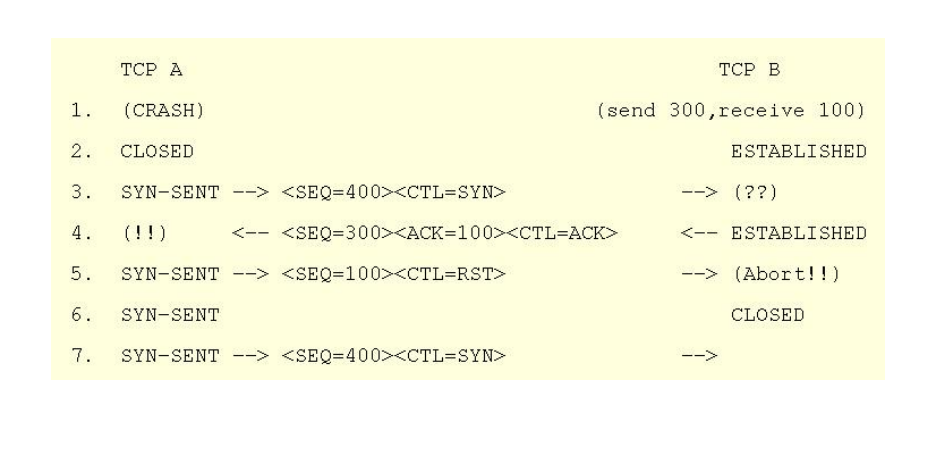 TCP A TCP B
1. (CRASH) (send 300,receive 100)
2. CLOSED ESTABLISHED
3. SYN-SENT --> <SEQ=400><CTL=SYN> --> (??)
4. (!!) <-- <SEQ=300><ACK=100><CTL=ACK> <-- ESTABLISHED
5. SYN-SENT --> <SEQ=100><CTL=RST> --> (Abort!!)
6. SYN-SENT CLOSED
7. SYN-SENT --> <SEQ=400><CTL=SYN> -->